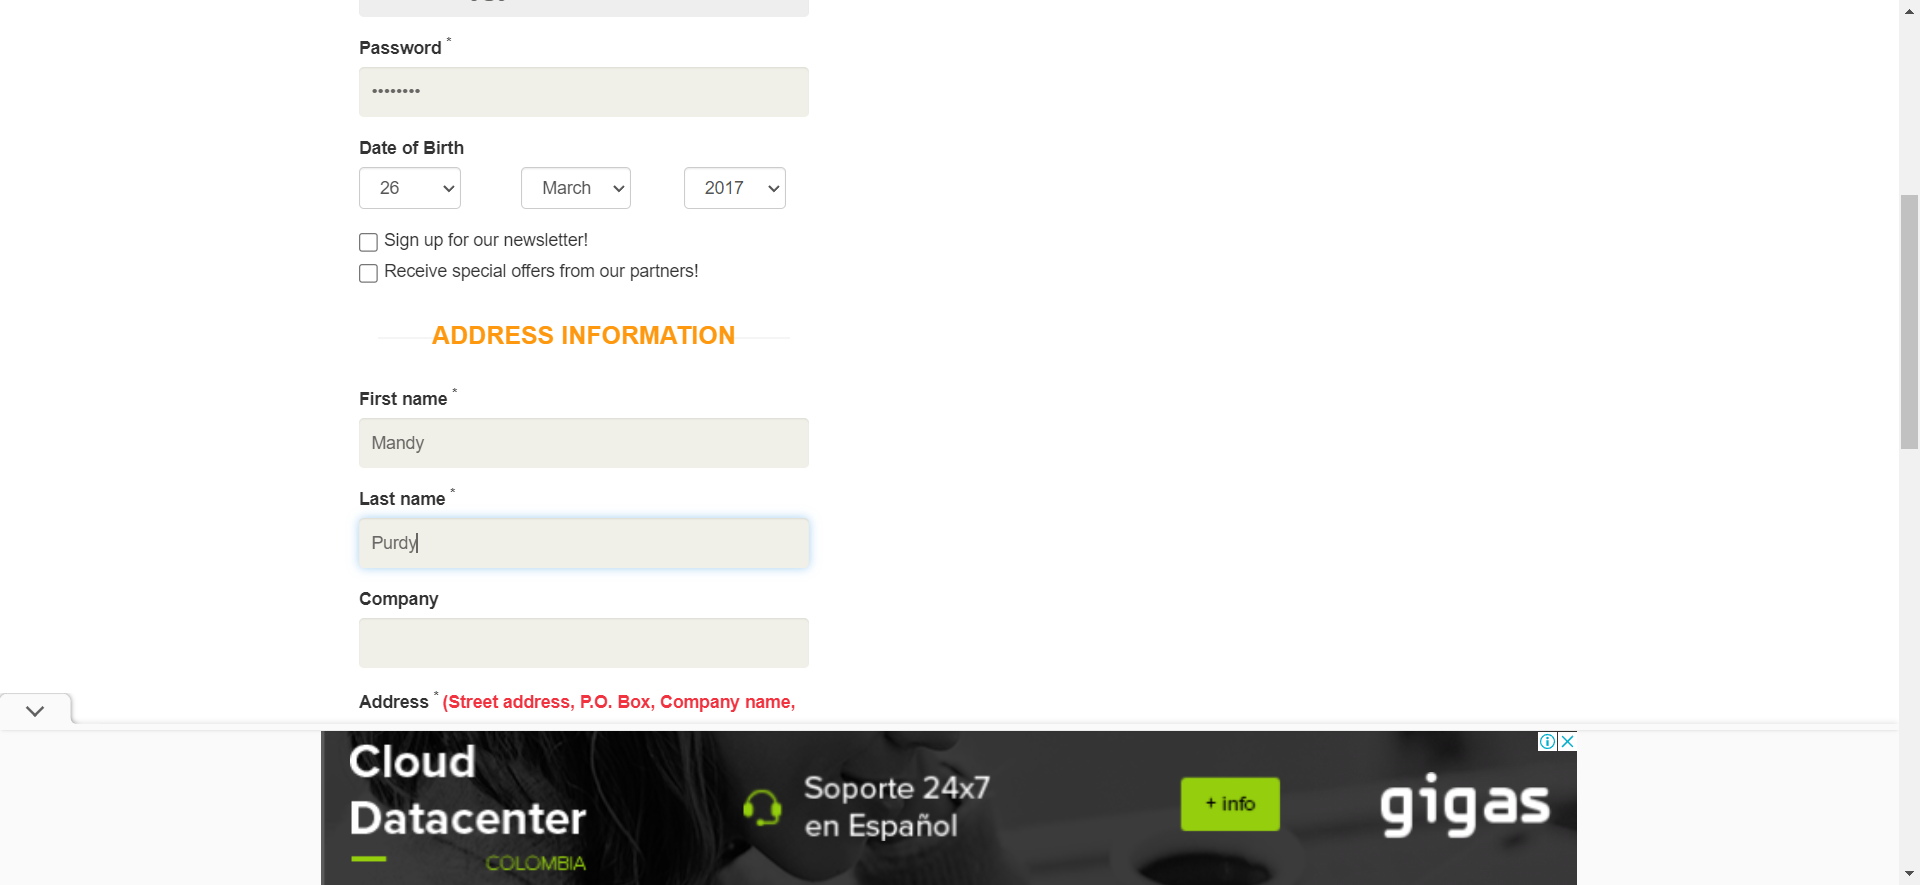 Password *
••••••••
Date of Birth
26 March 2017
Sign up for our newsletter!
Receive special offers from our partners!
ADDRESS INFORMATION
First name *
Mandy
Last name *
Purdy
Company
Address * (Street address, P.O. Box, Company name,
Cloud
Datacenter
COLOMBIA
Soporte 24x7
en Español
+ info
gigas